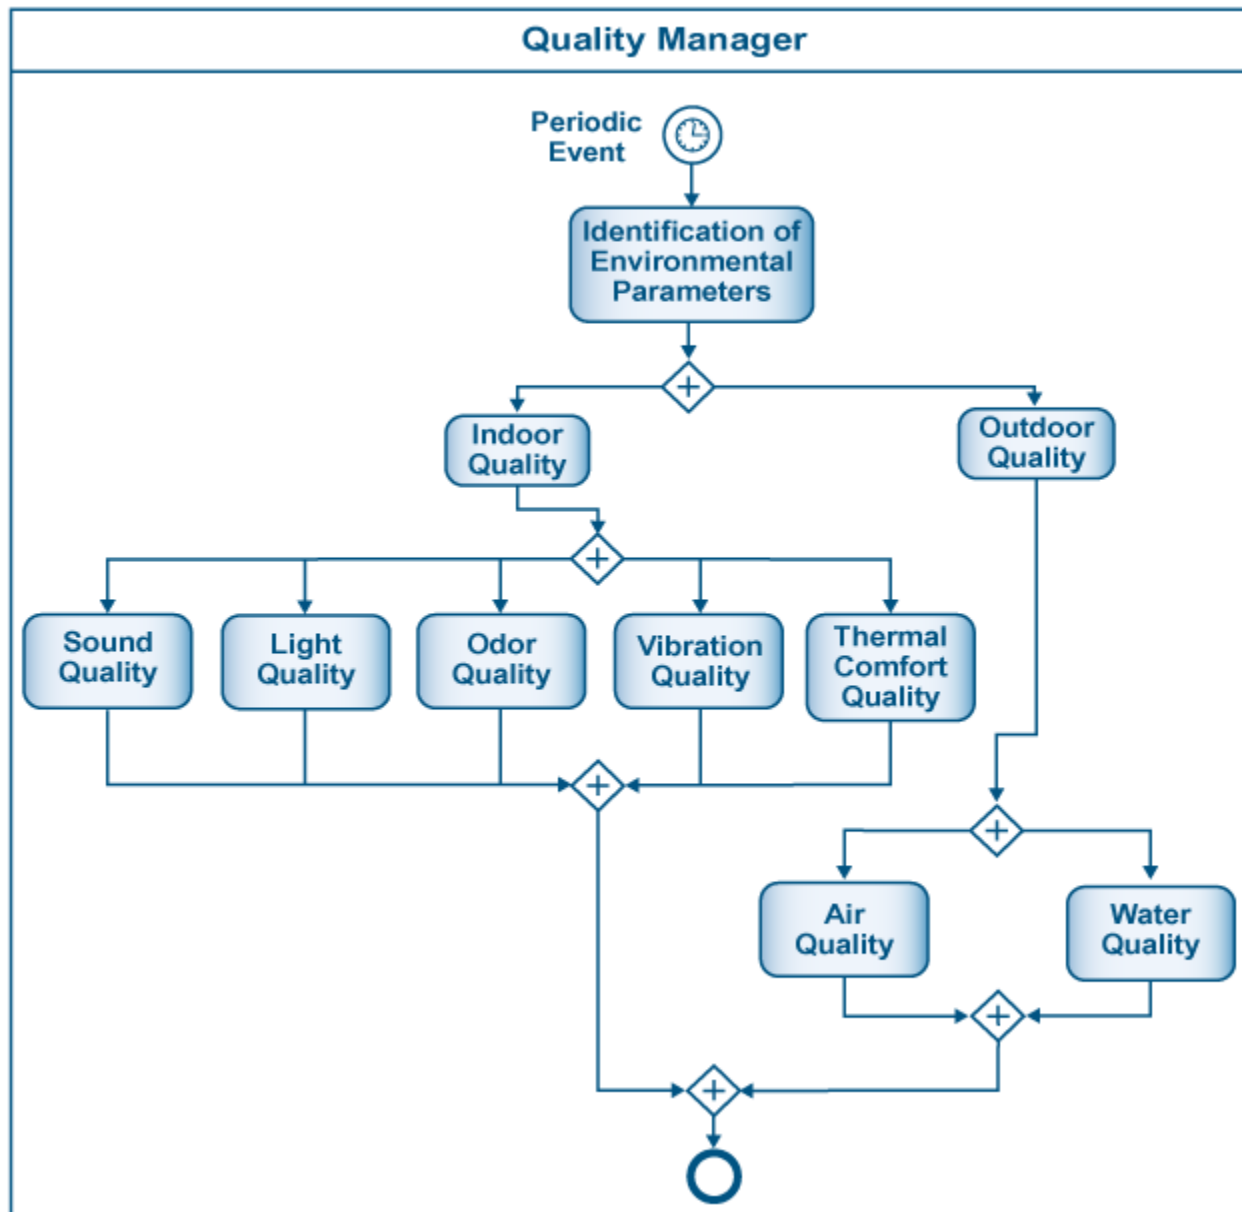 Quality Manager
Periodic
Event
Identification of
Environmental
Parameters
Indoor
Quality
Outdoor
Quality
Sound
Quality
Light
Quality
Odor
Quality
Vibration
Quality
Thermal
Comfort
Quality
Air
Quality
Water
Quality